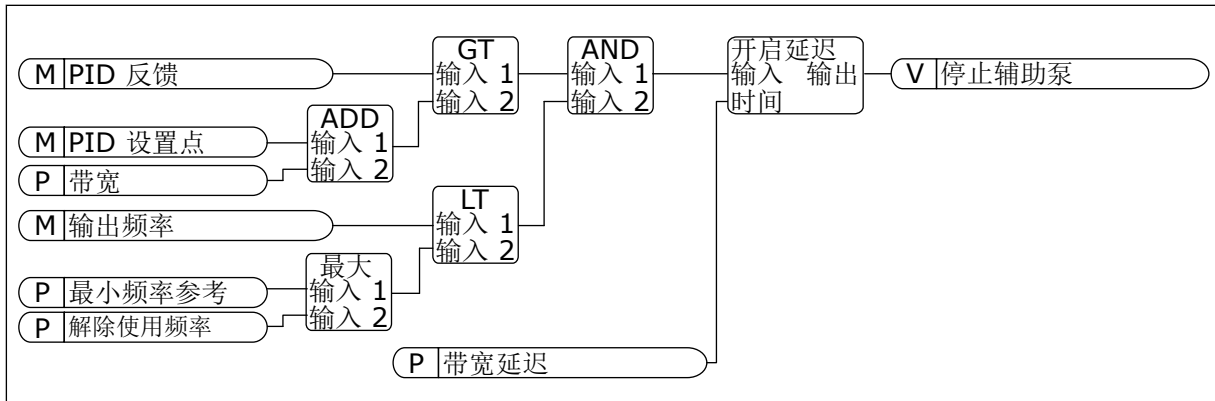 GT
AND
开启延迟
M PID 反馈
输入 1
输入 1
输入 输出
V 停止辅助泵
输入 2
输入 2
时间
ADD
M PID 设置点
输入 1
P 带宽
输入 2
LT
M 输出频率
输入 1
输入 2
最大
P 最小频率参考
输入 1
P 解除使用频率
输入 2
P 带宽延迟